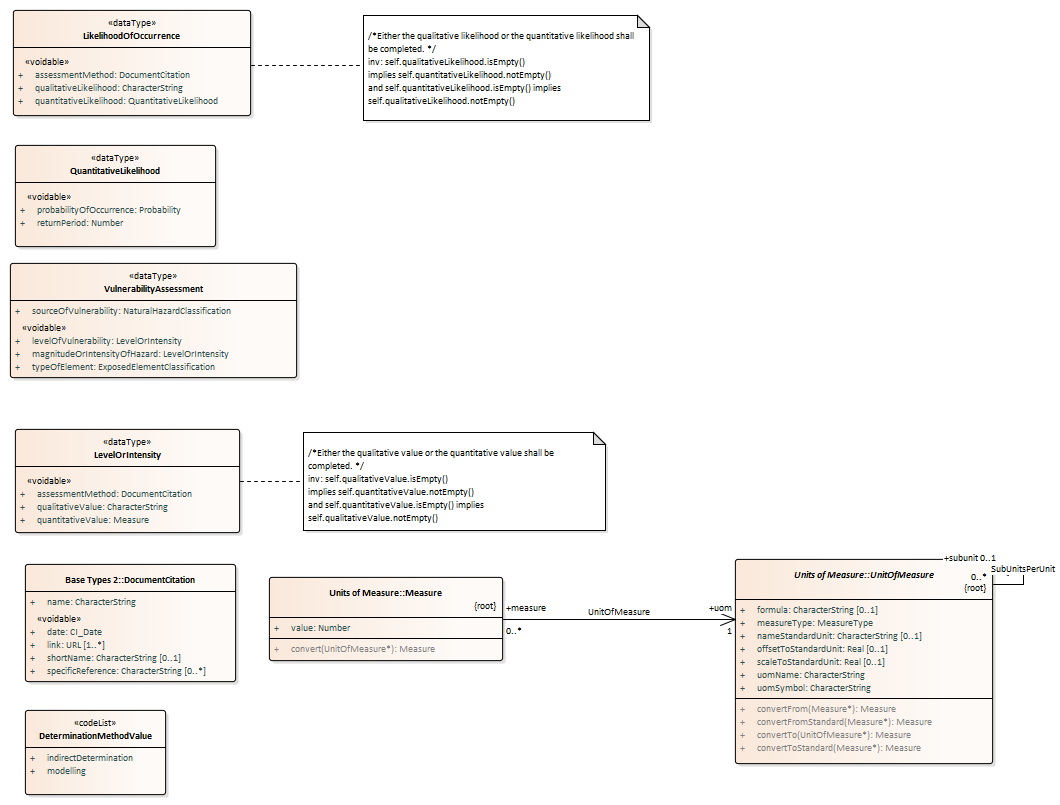 «dataType»
LikelihoodOfOccurrence
«voidable»
+ assessmentMethod: DocumentCitation
+ qualitativeLikelihood: CharacterString
+ quantitativeLikelihood: QuantitativeLikelihood
/*Either the qualitative likelihood or the quantitative likelihood shall
be completed. */
inv: self.qualitativeLikelihood.isEmpty()
implies self.quantitativeLikelihood.notEmpty()
and self.quantitativeLikelihood.isEmpty() implies
self.qualitativeLikelihood.notEmpty()
«dataType»
QuantitativeLikelihood
«voidable»
+ probabilityOfOccurrence: Probability
+ returnPeriod: Number
«dataType»
VulnerabilityAssessment
+ sourceOfVulnerability: NaturalHazardClassification
«voidable»
+ levelOfVulnerability: LevelOrIntensity
+ magnitudeOrIntensityOfHazard: LevelOrIntensity
+ typeOfElement: ExposedElementClassification
«dataType»
LevelOrIntensity
«voidable»
+ assessmentMethod: DocumentCitation
+ qualitativeValue: CharacterString
+ quantitativeValue: Measure
/*Either the qualitative value or the quantitative value shall be
completed. */
inv: self.qualitativeValue.isEmpty()
implies self.quantitativeValue.notEmpty()
and self.quantitativeValue.isEmpty() implies
self.qualitativeValue.notEmpty()
Base Types 2::DocumentCitation
+ name: CharacterString
«voidable»
+ date: CI_Date
+ link: URL [1..*]
+ shortName: CharacterString [0..1]
+ specificReference: CharacterString [0..*]
Units of Measure::Measure
{root}
+ value: Number
+ convert(UnitOfMeasure*): Measure
+measure
0..*
UnitOfMeasure
+uom
1
+subunit 0..1
SubUnitsPerUnit
0..*
Units of Measure::UnitOfMeasure
{root}
+ formula: CharacterString [0..1]
+ measureType: MeasureType
+ nameStandardUnit: CharacterString [0..1]
+ offsetToStandardUnit: Real [0..1]
+ scaleToStandardUnit: Real [0..1]
+ uomName: CharacterString
+ uomSymbol: CharacterString
+ convertFrom(Measure*): Measure
+ convertFromStandard(Measure*): Measure
+ convertTo(UnitOfMeasure*): Measure
+ convertToStandard(Measure*): Measure
«codeList»
DeterminationMethodValue
+ indirectDetermination
+ modelling